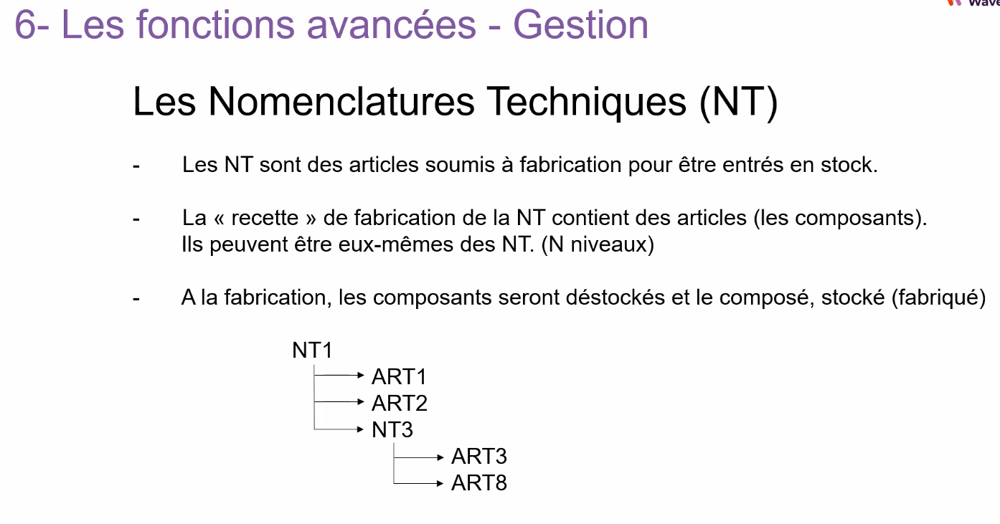 wave
6- Les fonctions avancées - Gestion
Les Nomenclatures Techniques (NT)
- Les NT sont des articles soumis à fabrication pour être entrés en stock.
- La « recette » de fabrication de la NT contient des articles (les composants).
Ils peuvent être eux-mêmes des NT. (N niveaux)
- A la fabrication, les composants seront déstockés et le composé, stocké (fabriqué)
NT1
ART1
ART2
NT3
ART3
ART8